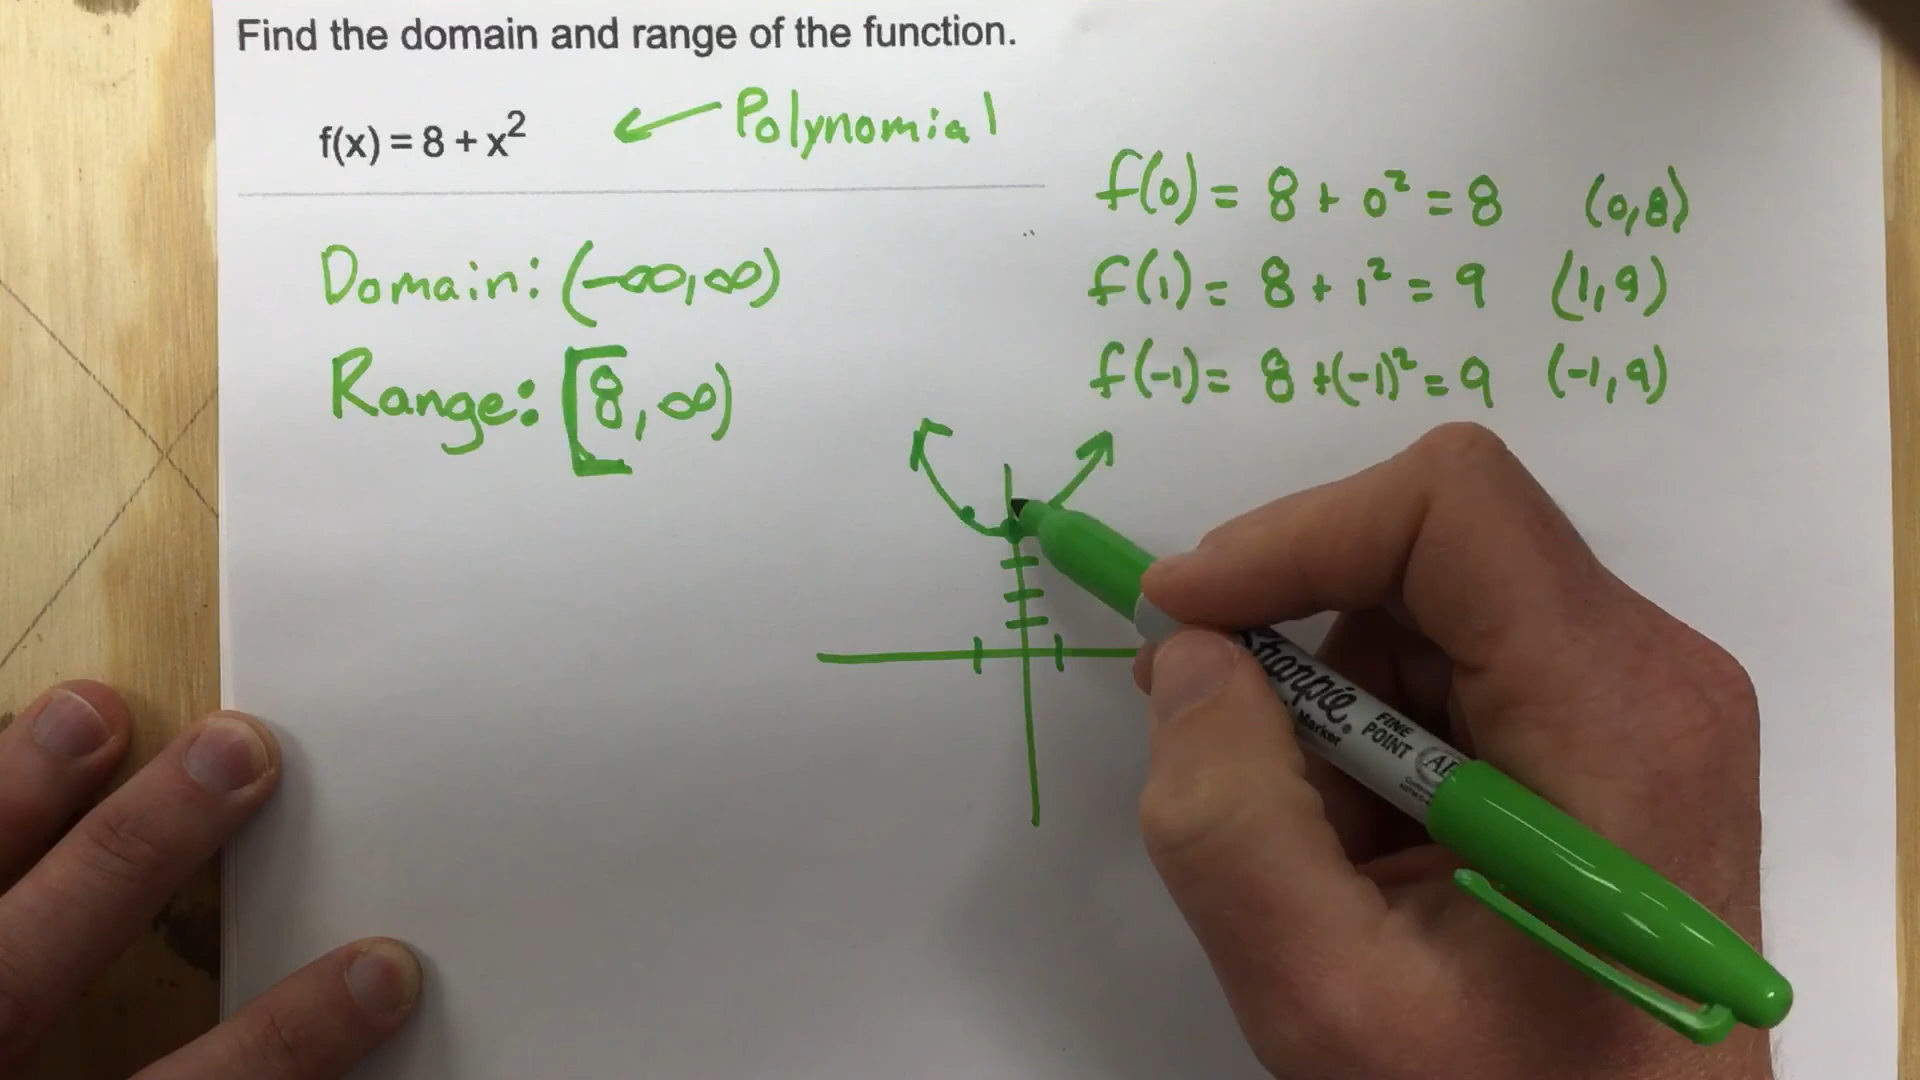 Find the domain and range of the function.
f(x) = 8 + x² ← Polynomial
Domain: (-∞,∞)
Range: [8, ∞)
f(0) = 8 + 0² = 8 (0,8)
f(1) = 8 + 1² = 9 (1,9)
f(-1) = 8 + (-1)² = 9 (-1,9)
Sharpie.
Marker
FINE
POINT